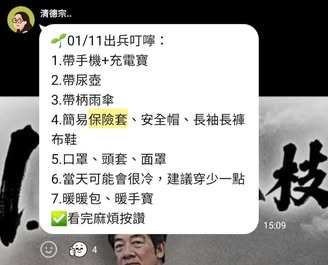 清德宗..
🌱01/11出兵叮嚀：
1.帶手機+充電寶
2.帶尿壺
3.帶柄雨傘
4.簡易保險套、安全帽、長袖長褲
布鞋
5.口罩、頭套、面罩
6.當天可能會很冷，建議穿少一點
7.暖暖包、暖手寶
✅看完麻煩按讚
15:09
4
枝